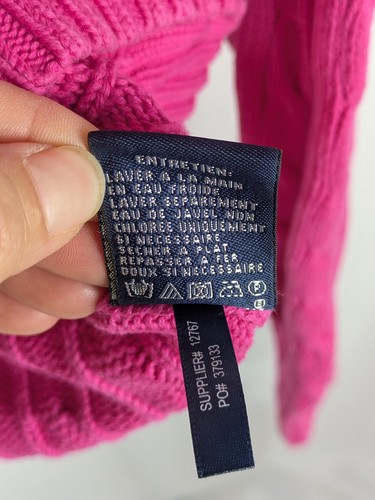 ENTRETIEN:
LAVER A LA MAIN
EN EAU FROIDE
LAVER SEPAREMENT
EAU DE JAVEL NON
CHLOREE UNIQUEMENT
SI NECESSAIRE
SECHER A PLAT
REPASSER A FER
DOUX SI NECESSAIRE
SUPPLIER# 12767
PO# 379133